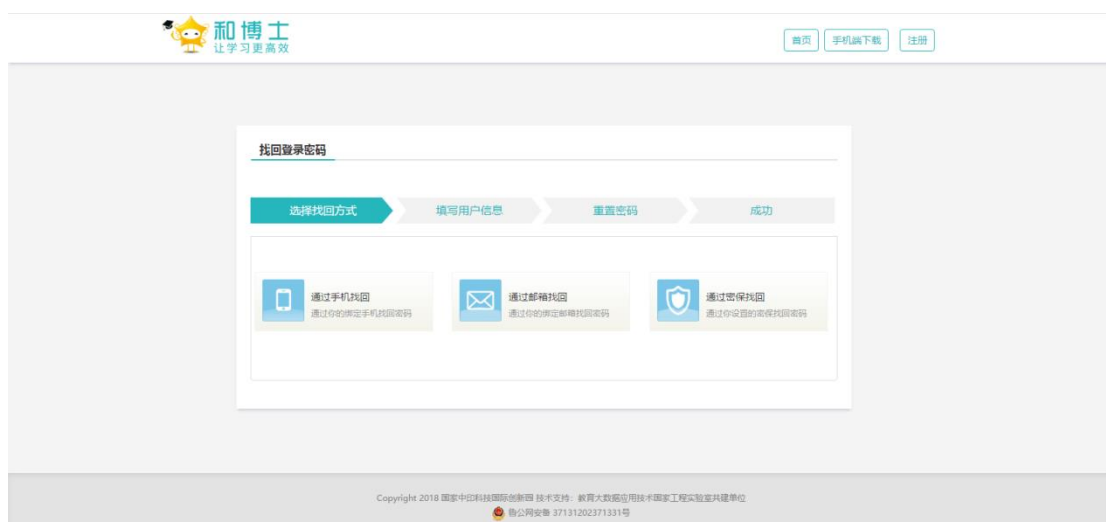 和博士
让学习更高效
首页 手机端下载 注册
找回登录密码
选择找回方式 填写用户信息 重置密码 成功
通过手机找回 通过邮箱找回 通过密保找回
通过你的绑定手机找回密码 通过你的绑定邮箱找回密码 通过你设置的密保找回密码
Copyright 2018 国家中印科技国际创新园 技术支持：教育大数据应用技术国家工程实验室共建单位
鲁公网安备 37131202371331号